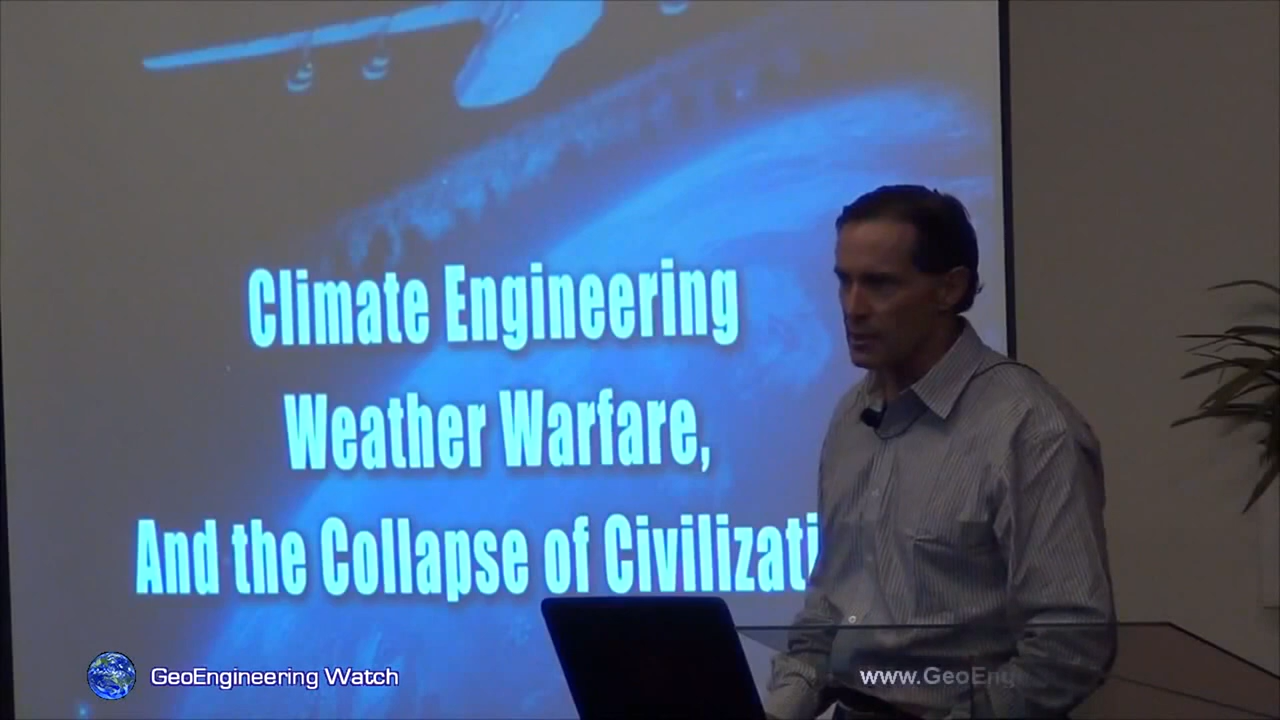 Climate Engineering
Weather Warfare,
And the Collapse of Civilizati
GeoEngineering Watch
www.GeoEng